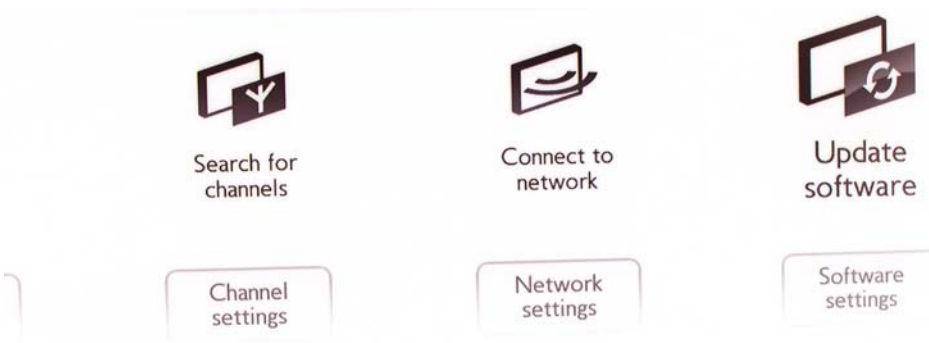 Search for
channels
Connect to
network
Update
software
Channel
settings
Network
settings
Software
settings